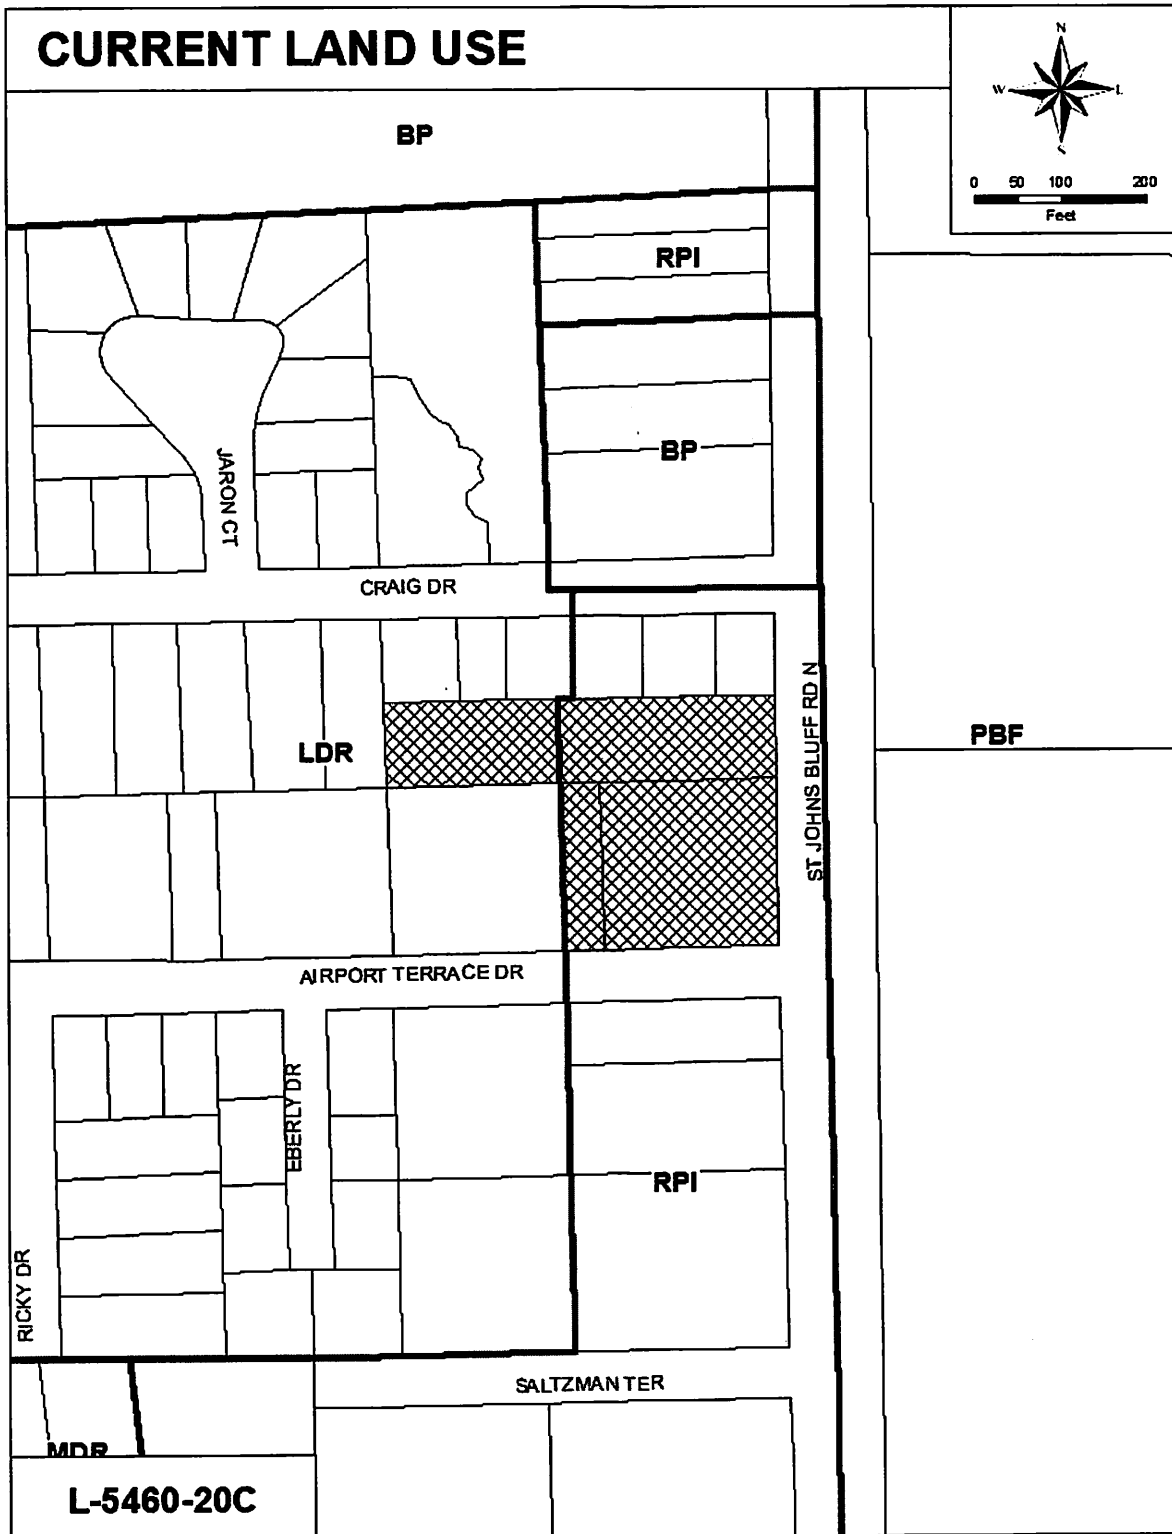 CURRENT LAND USE
N
W
L
S
0 50 100 200
Feet
BP
RPI
BP
JARON CT
CRAIG DR
LDR
ST JOHNS BLUFF RD N
PBF
AIRPORT TERRACE DR
EBERLY DR
RPI
RICKY DR
SALTZMAN TER
MDR
L-5460-20C